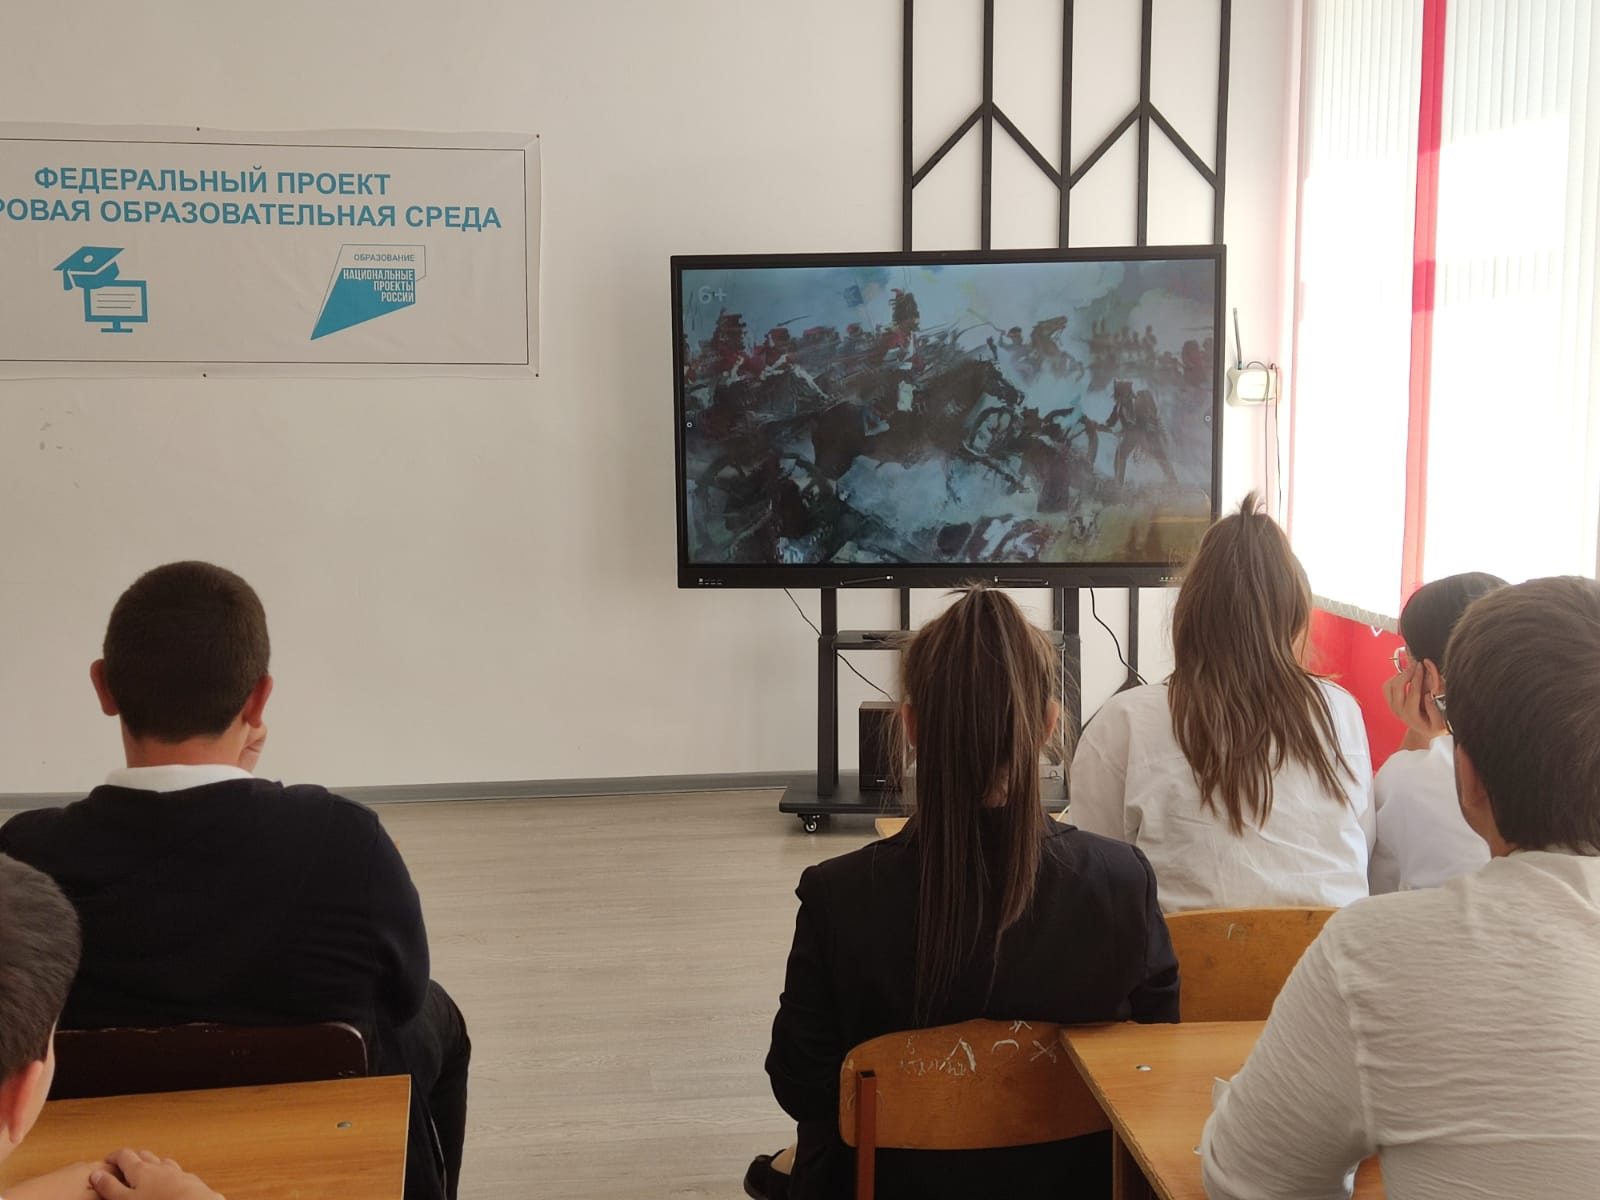 ФЕДЕРАЛЬНЫЙ ПРОЕКТ
РОВАЯ ОБРАЗОВАТЕЛЬНАЯ СРЕДА
ОБРАЗОВАНИЕ
НАЦИОНАЛЬНЫЕ
ПРОЕКТЫ
РОССИИ
6+